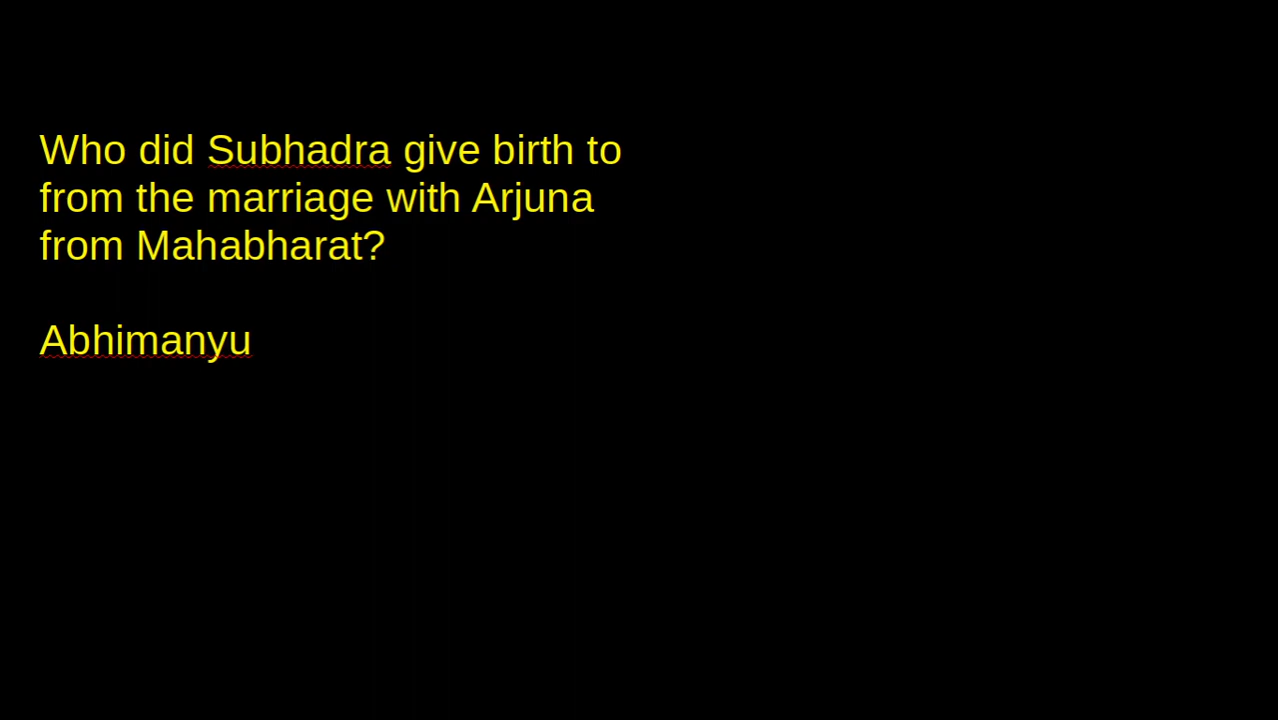 Who did Subhadra give birth to
from the marriage with Arjuna
from Mahabharat?
Abhimanyu